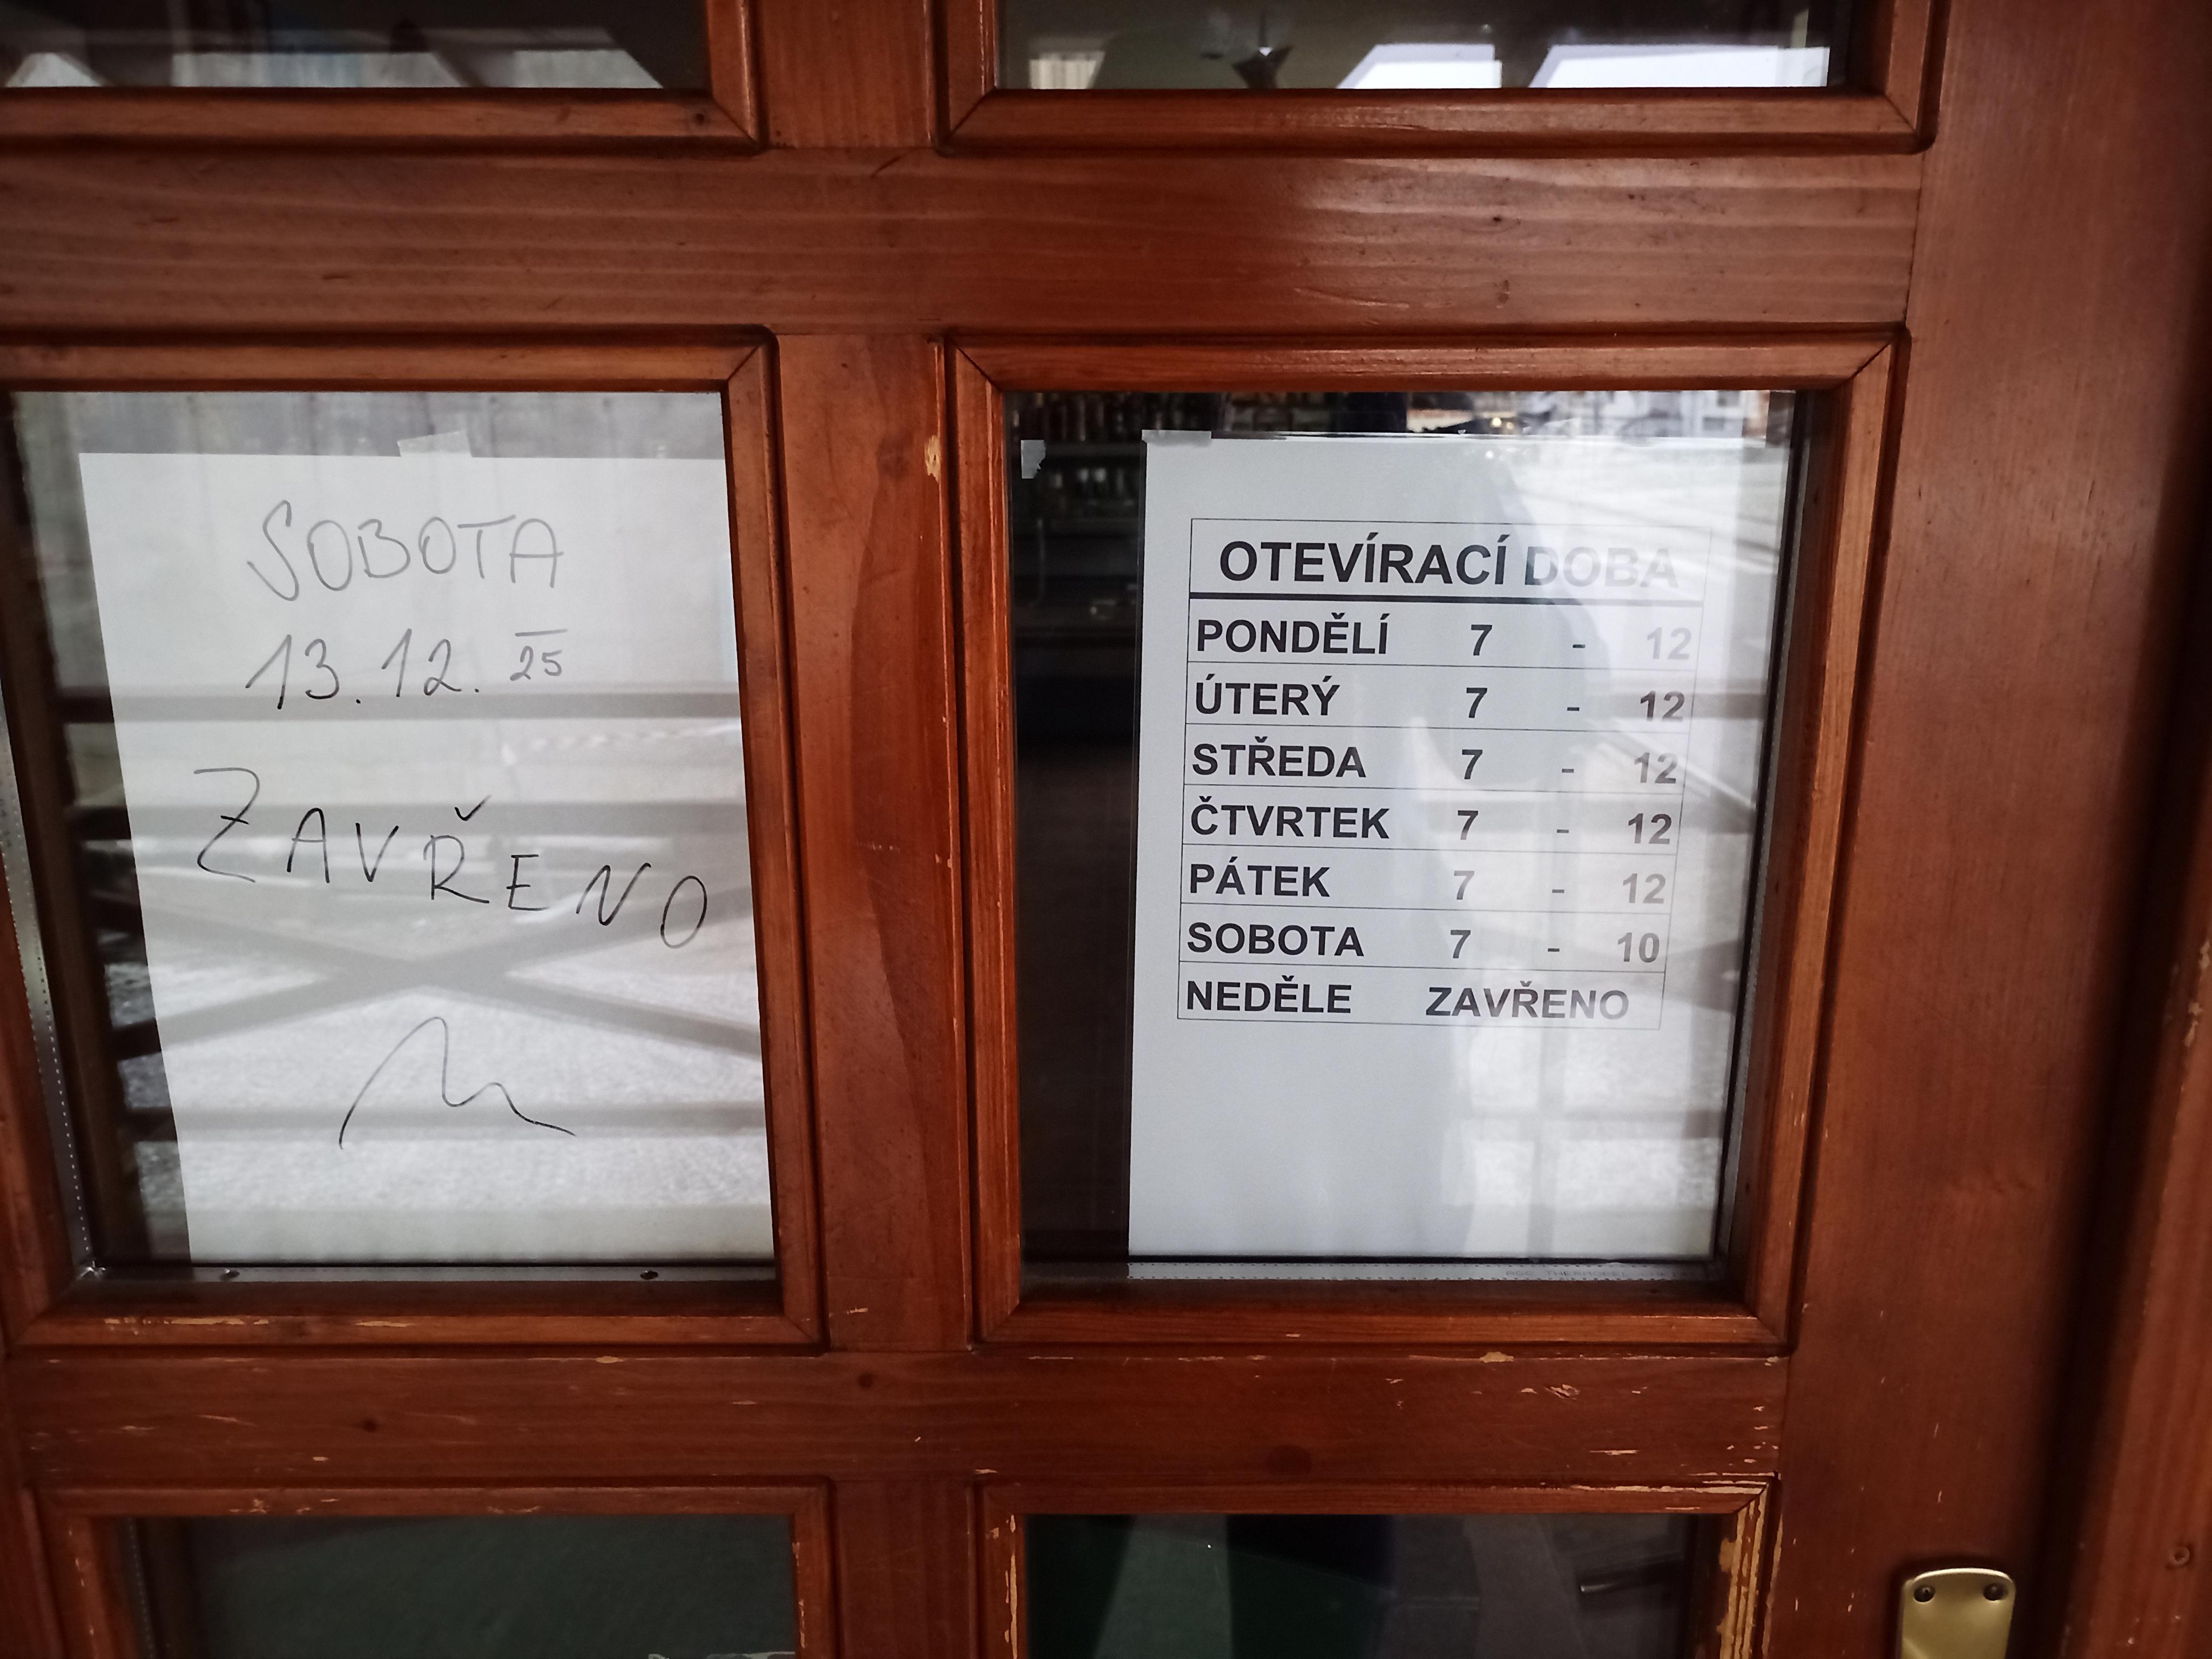 SOBOTA
13.12. 25
ZAVŘENO
OTEVÍRACÍ DOBA
PONDĚLÍ 7 - 12
ÚTERÝ 7 - 12
STŘEDA 7 - 12
ČTVRTEK 7 - 12
PÁTEK 7 - 12
SOBOTA 7 - 10
NEDĚLE ZAVŘENO